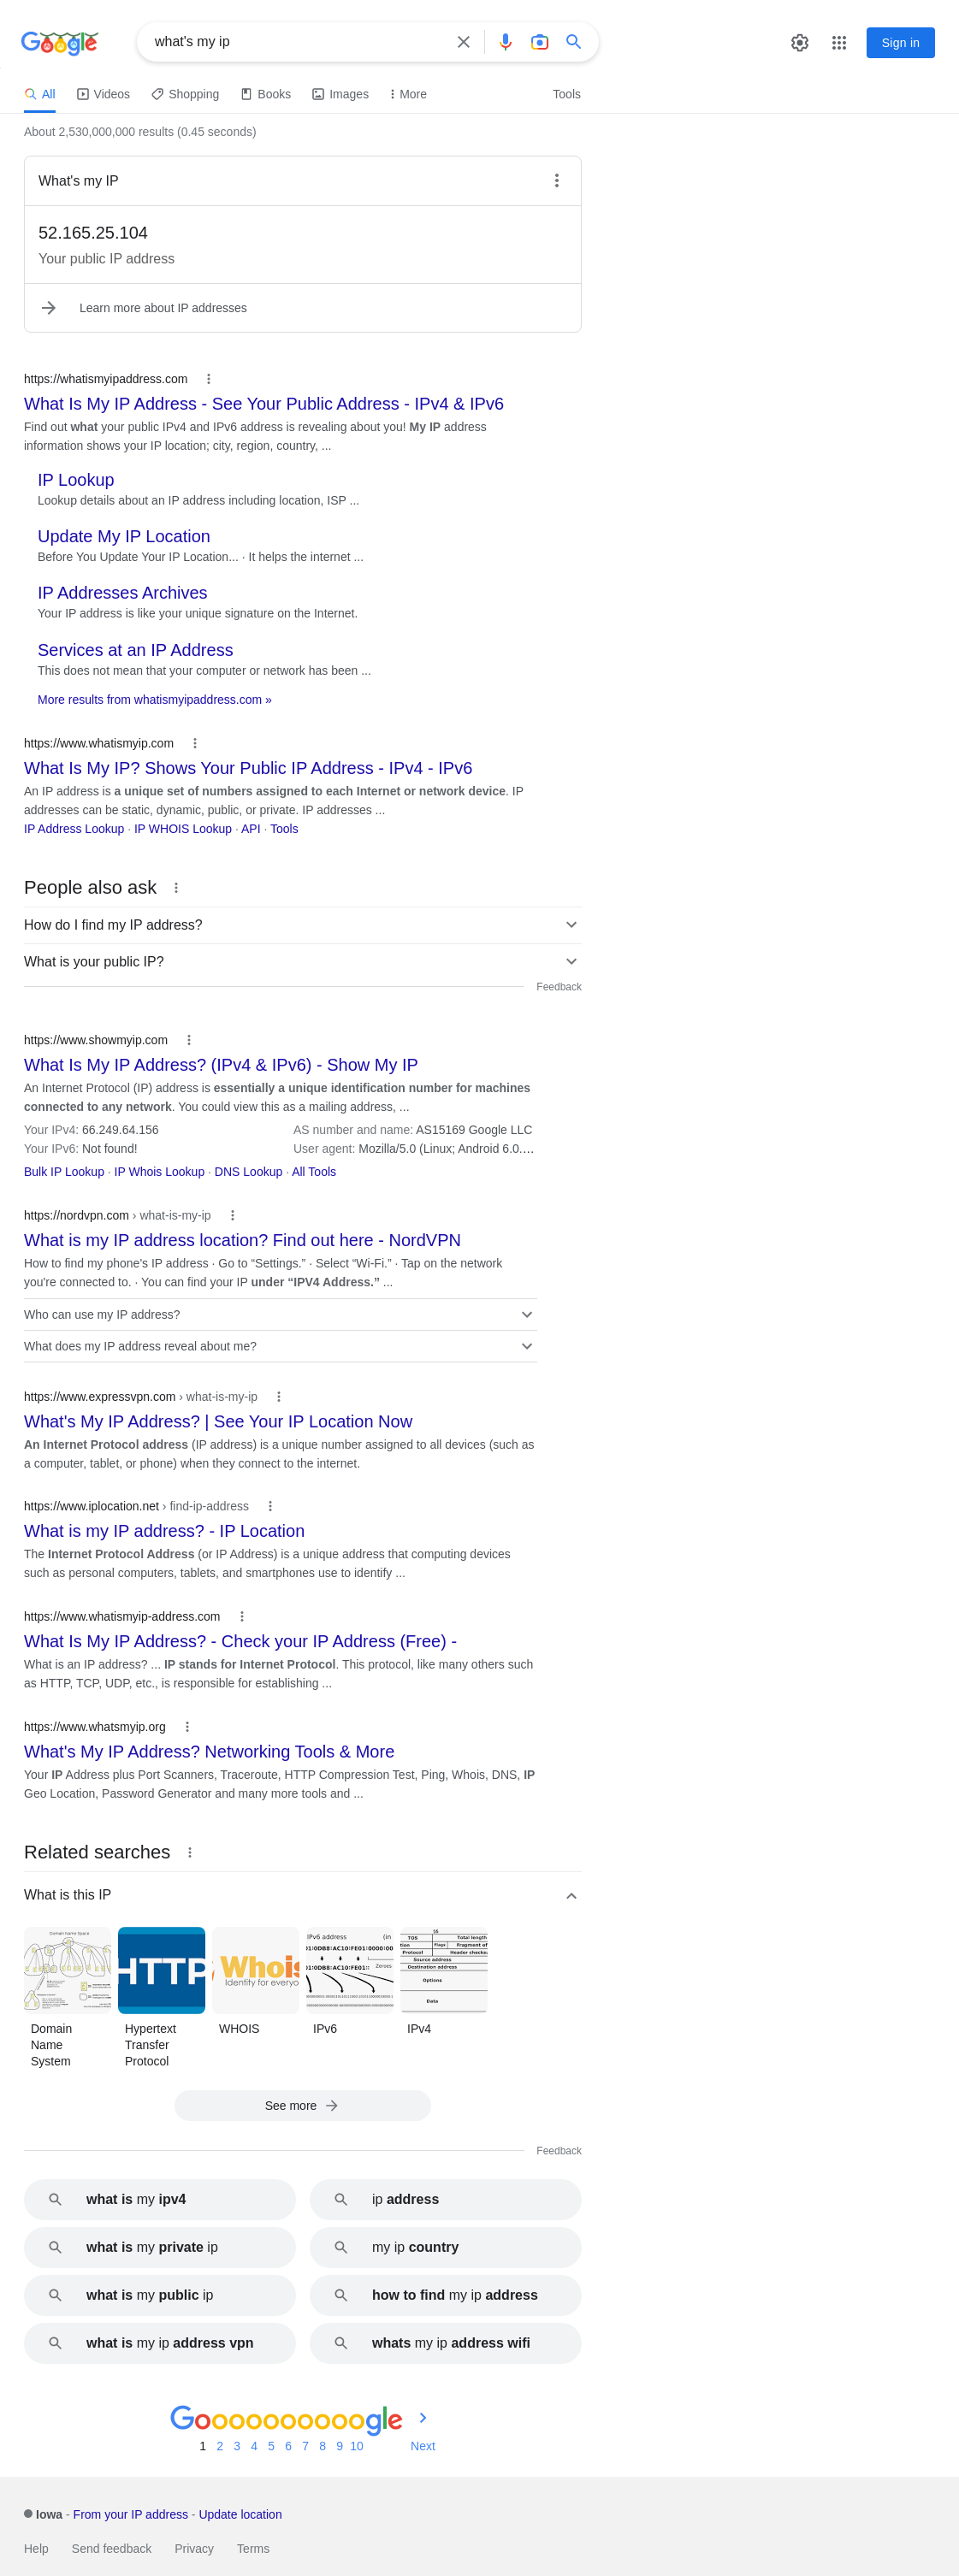 Google
what's my ip
Sign in
All Videos Shopping Books Images More Tools
About 2,530,000,000 results (0.45 seconds)
What's my IP
52.165.25.104
Your public IP address
Learn more about IP addresses
https://whatismyipaddress.com
What Is My IP Address - See Your Public Address - IPv4 & IPv6
Find out what your public IPv4 and IPv6 address is revealing about you! My IP address
information shows your IP location; city, region, country, ...
IP Lookup
Lookup details about an IP address including location, ISP ...
Update My IP Location
Before You Update Your IP Location... · It helps the internet ...
IP Addresses Archives
Your IP address is like your unique signature on the Internet.
Services at an IP Address
This does not mean that your computer or network has been ...
More results from whatismyipaddress.com »
https://www.whatismyip.com
What Is My IP? Shows Your Public IP Address - IPv4 - IPv6
An IP address is a unique set of numbers assigned to each Internet or network device. IP
addresses can be static, dynamic, public, or private. IP addresses ...
IP Address Lookup · IP WHOIS Lookup · API · Tools
People also ask
How do I find my IP address?
What is your public IP?
Feedback
https://www.showmyip.com
What Is My IP Address? (IPv4 & IPv6) - Show My IP
An Internet Protocol (IP) address is essentially a unique identification number for machines
connected to any network. You could view this as a mailing address, ...
Your IPv4: 66.249.64.156 AS number and name: AS15169 Google LLC
Your IPv6: Not found! User agent: Mozilla/5.0 (Linux; Android 6.0....
Bulk IP Lookup · IP Whois Lookup · DNS Lookup · All Tools
https://nordvpn.com › what-is-my-ip
What is my IP address location? Find out here - NordVPN
How to find my phone's IP address · Go to “Settings.” · Select “Wi-Fi.” · Tap on the network
you're connected to. · You can find your IP under “IPV4 Address.” ...
Who can use my IP address?
What does my IP address reveal about me?
https://www.expressvpn.com › what-is-my-ip
What's My IP Address? | See Your IP Location Now
An Internet Protocol address (IP address) is a unique number assigned to all devices (such as
a computer, tablet, or phone) when they connect to the internet.
https://www.iplocation.net › find-ip-address
What is my IP address? - IP Location
The Internet Protocol Address (or IP Address) is a unique address that computing devices
such as personal computers, tablets, and smartphones use to identify ...
https://www.whatismyip-address.com
What Is My IP Address? - Check your IP Address (Free) -
What is an IP address? ... IP stands for Internet Protocol. This protocol, like many others such
as HTTP, TCP, UDP, etc., is responsible for establishing ...
https://www.whatsmyip.org
What's My IP Address? Networking Tools & More
Your IP Address plus Port Scanners, Traceroute, HTTP Compression Test, Ping, Whois, DNS, IP
Geo Location, Password Generator and many more tools and ...
Related searches
What is this IP
Domain Name Space
HTTP
Whois
Identity for everyo
IPv6 address (in
Zeroes
TOS Total length
Flags Fragment of
Protocol Header checksu
Source address
Destination address
Options
Data
Domain
Name
System
Hypertext
Transfer
Protocol
WHOIS
IPv6
IPv4
See more
Feedback
what is my ipv4
ip address
what is my private ip
my ip country
what is my public ip
how to find my ip address
what is my ip address vpn
whats my ip address wifi
Goooooooooogle
1 2 3 4 5 6 7 8 9 10 Next
Iowa - From your IP address - Update location
Help Send feedback Privacy Terms